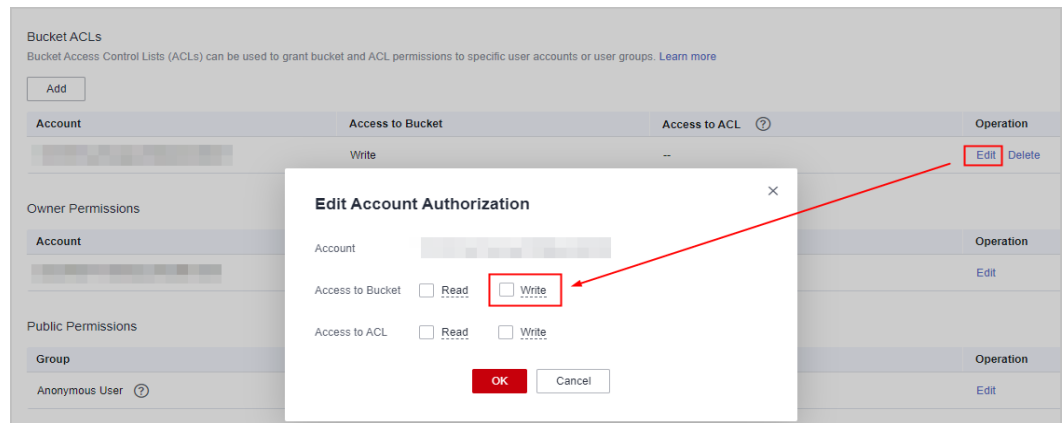 Bucket ACLs
Bucket Access Control Lists (ACLs) can be used to grant bucket and ACL permissions to specific user accounts or user groups. Learn more
Add
Account Access to Bucket Access to ACL ? Operation
Write -- Edit Delete
Edit Account Authorization ×
Owner Permissions
Account Operation
Account
Edit
Access to Bucket Read Write
Public Permissions
Access to ACL Read Write
Group Operation
OK Cancel
Anonymous User ? Edit